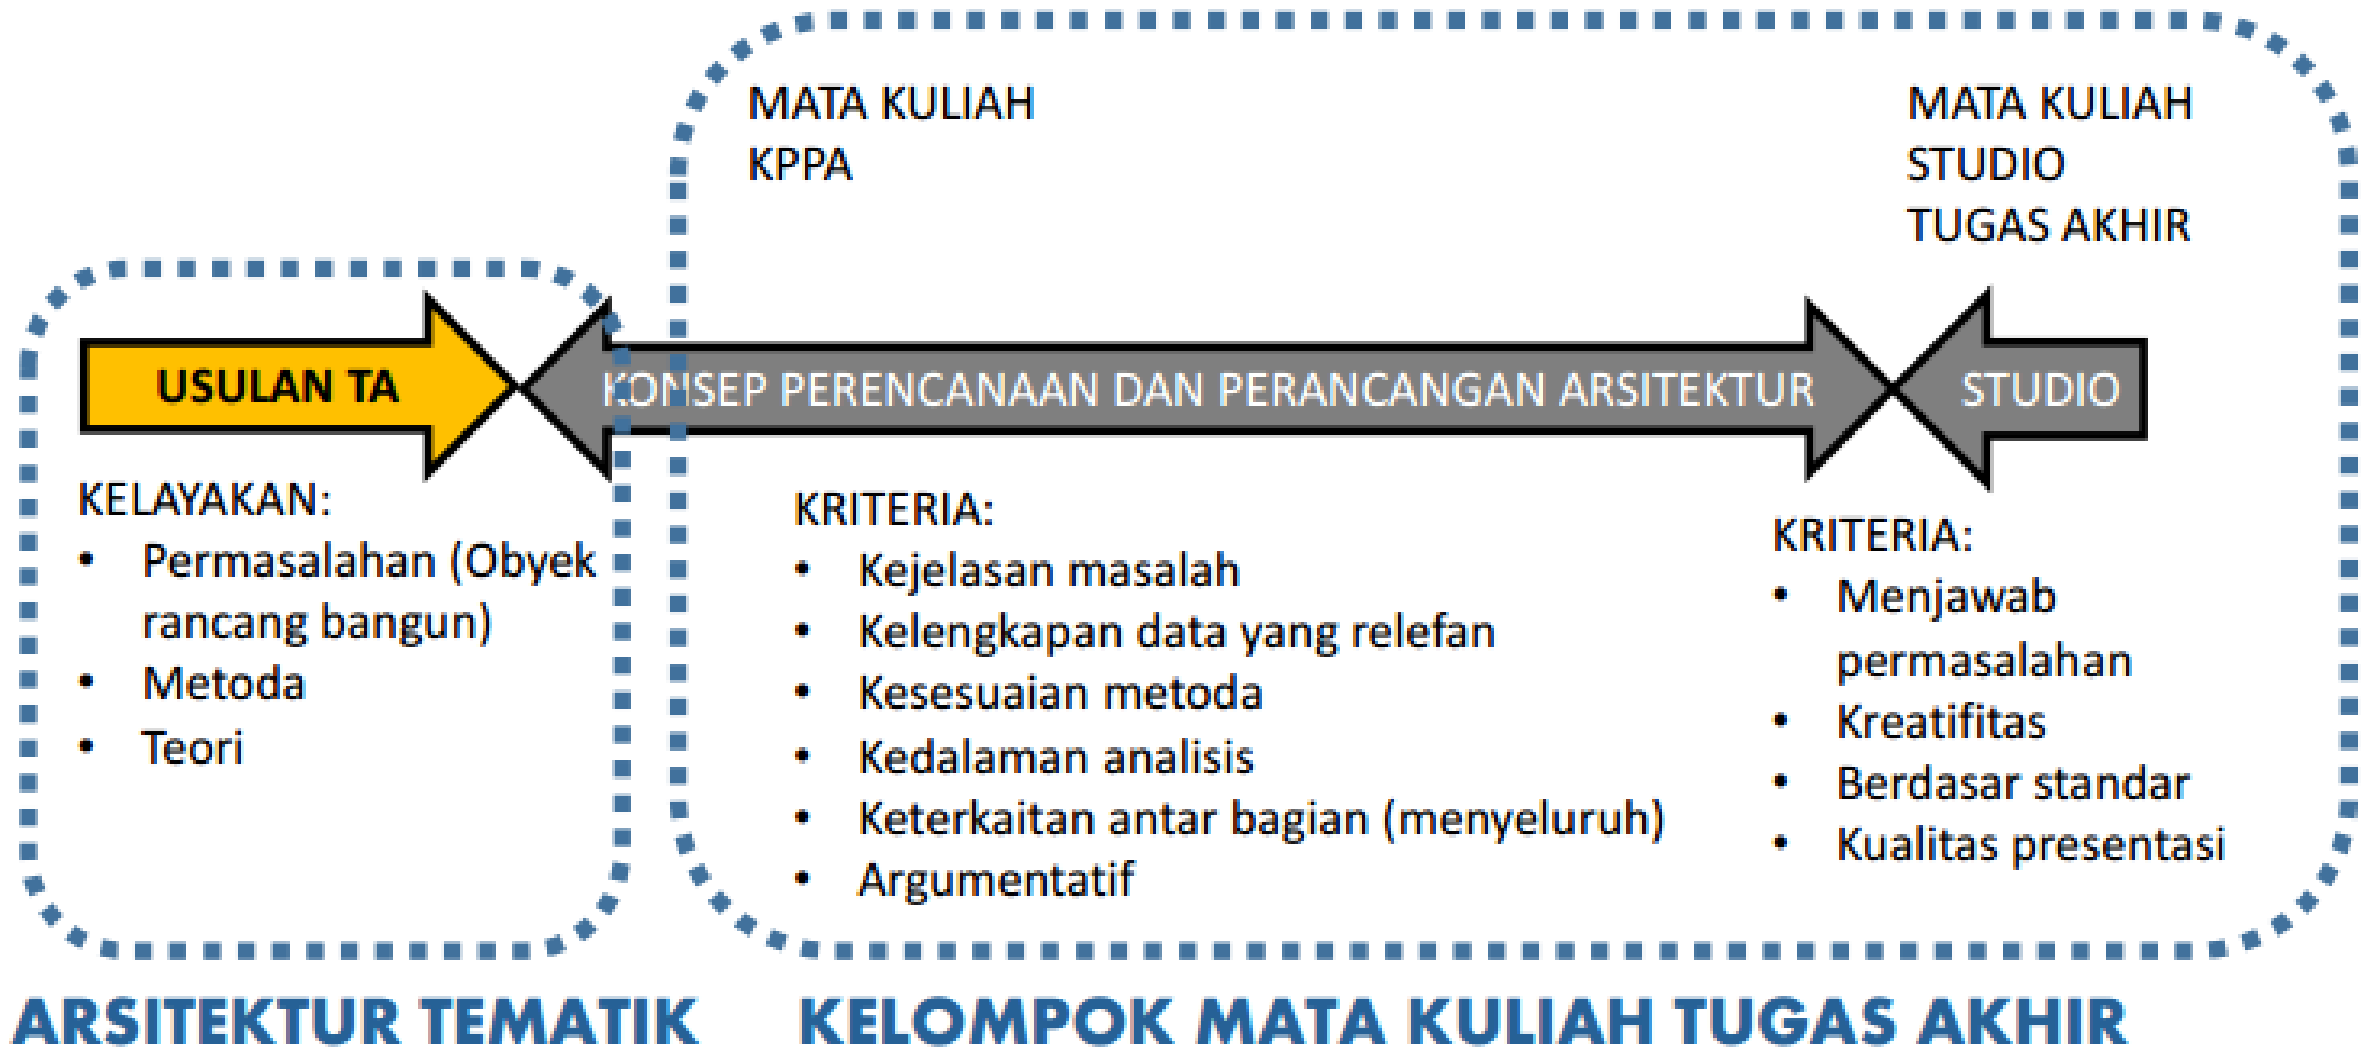 MATA KULIAH
KPPA
MATA KULIAH
STUDIO
TUGAS AKHIR
USULAN TA
KONSEP PERENCANAAN DAN PERANCANGAN ARSITEKTUR
STUDIO
KELAYAKAN:
• Permasalahan (Obyek
rancang bangun)
• Metoda
• Teori
KRITERIA:
• Kejelasan masalah
• Kelengkapan data yang relefan
• Kesesuaian metoda
• Kedalaman analisis
• Keterkaitan antar bagian (menyeluruh)
• Argumentatif
KRITERIA:
• Menjawab
permasalahan
• Kreatifitas
• Berdasar standar
• Kualitas presentasi
ARSITEKTUR TEMATIK
KELOMPOK MATA KULIAH TUGAS AKHIR